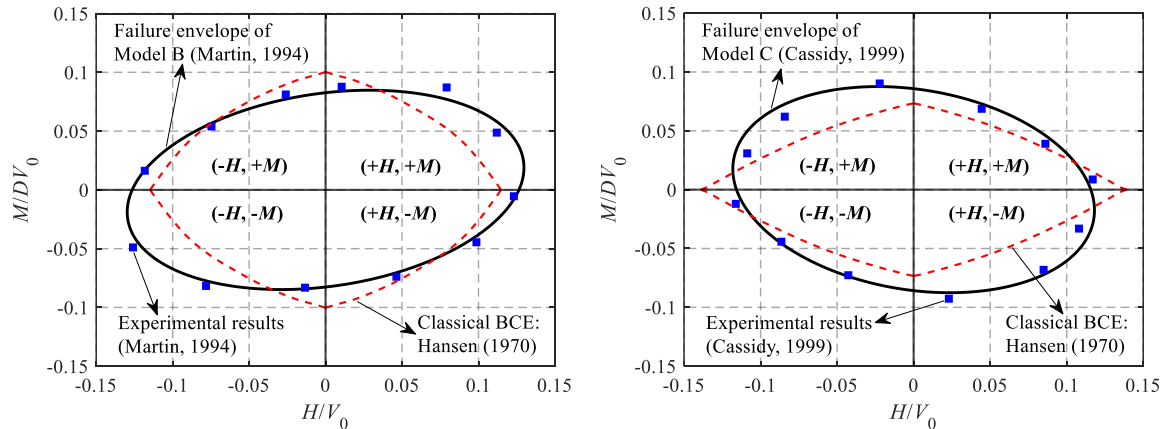 0.15
Failure envelope of
Model B (Martin, 1994)
0.1
0.05
(-H, +M)
(+H, +M)
M/DV0
0
(-H, -M)
(+H, -M)
-0.05
-0.1
Experimental results
(Martin, 1994)
Classical BCE:
Hansen (1970)
-0.15
-0.15
-0.1
-0.05
0
0.05
0.1
0.15
H/V0
0.15
Failure envelope of
Model C (Cassidy, 1999)
0.1
0.05
(-H, +M)
(+H, +M)
M/DV0
0
(-H, -M)
(+H, -M)
-0.05
-0.1
Experimental results
(Cassidy, 1999)
Classical BCE:
Hansen (1970)
-0.15
-0.15
-0.1
-0.05
0
0.05
0.1
0.15
H/V0